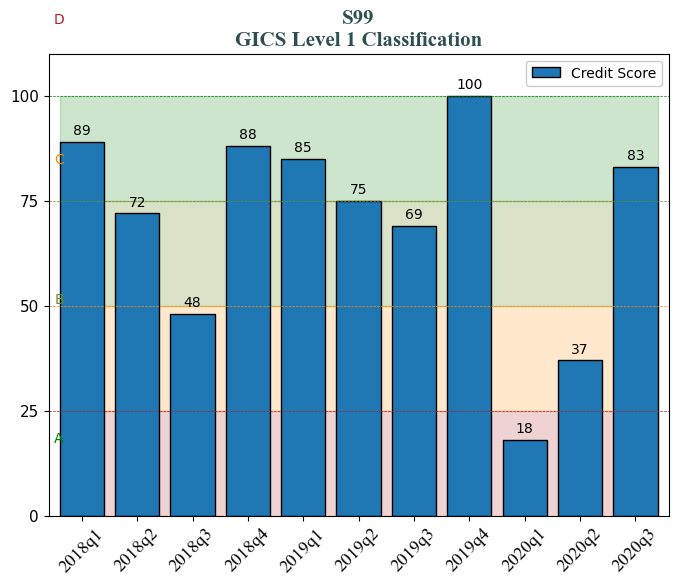 D
S99
GICS Level 1 Classification
Credit Score
100
75
50
25
0
C
B
A
89
72
48
88
85
75
69
100
18
37
83
2018q1
2018q2
2018q3
2018q4
2019q1
2019q2
2019q3
2019q4
2020q1
2020q2
2020q3